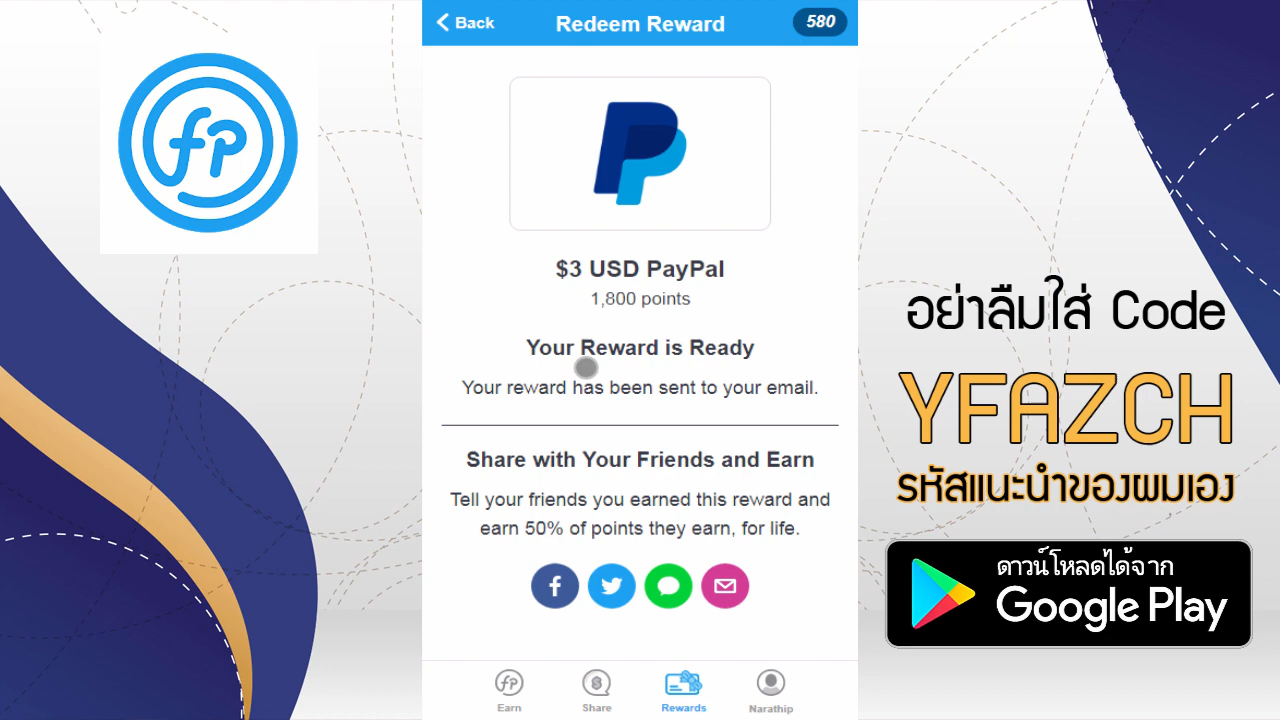 fp
Back
Redeem Reward
580
$3 USD PayPal
1,800 points
Your Reward is Ready
Your reward has been sent to your email.
Share with Your Friends and Earn
Tell your friends you earned this reward and
earn 50% of points they earn, for life.
Earn
Share
Rewards
Narathip
อย่าลืมใส่ Code
YFAZCH
รหัสแนะนำของผมเอง
ดาวน์โหลดได้จาก
Google Play